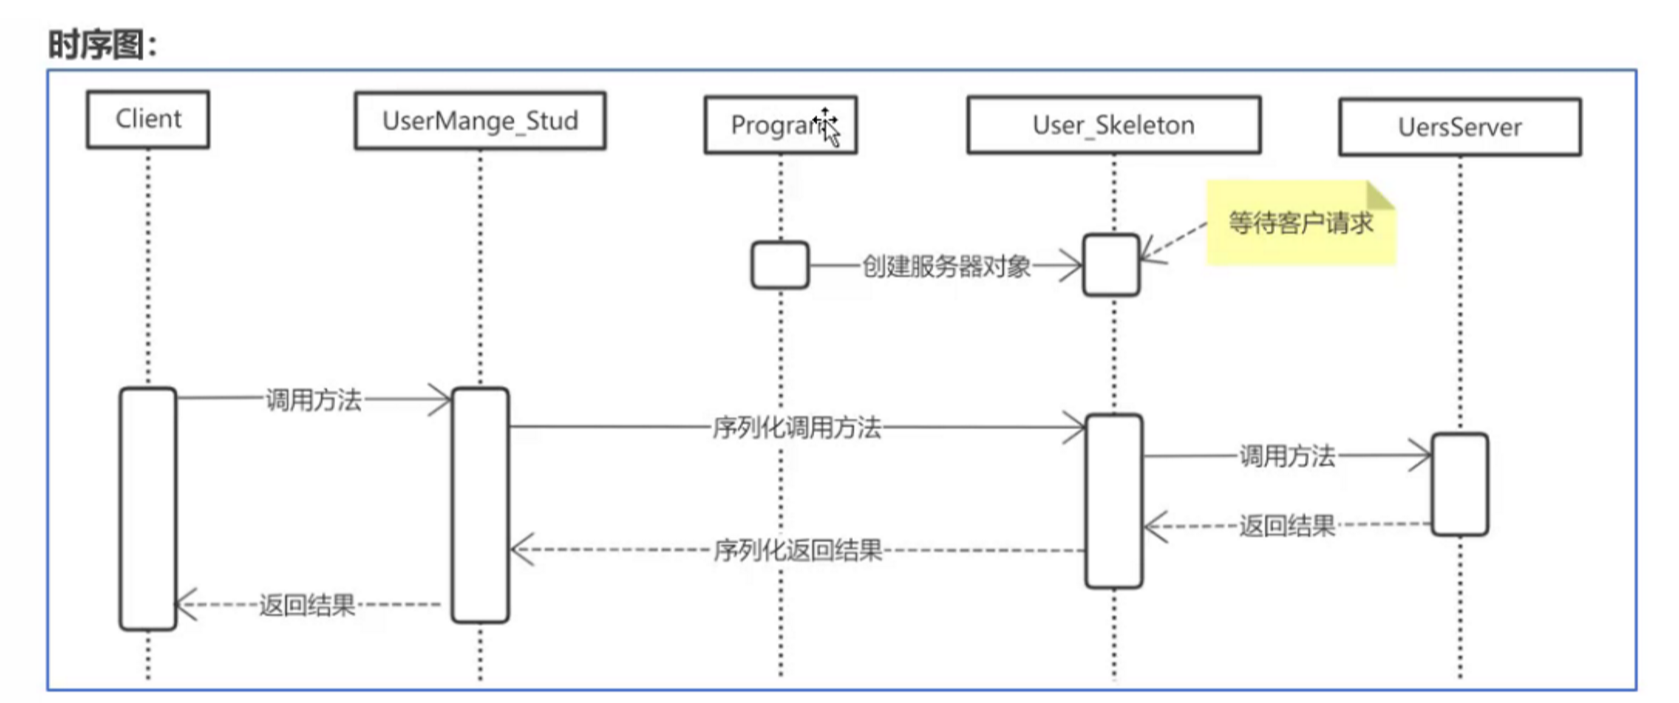 时序图：
Client
UserMange_Stud
Program
User_Skeleton
UersServer
等待客户请求
创建服务器对象
调用方法
序列化调用方法
调用方法
返回结果
序列化返回结果
返回结果